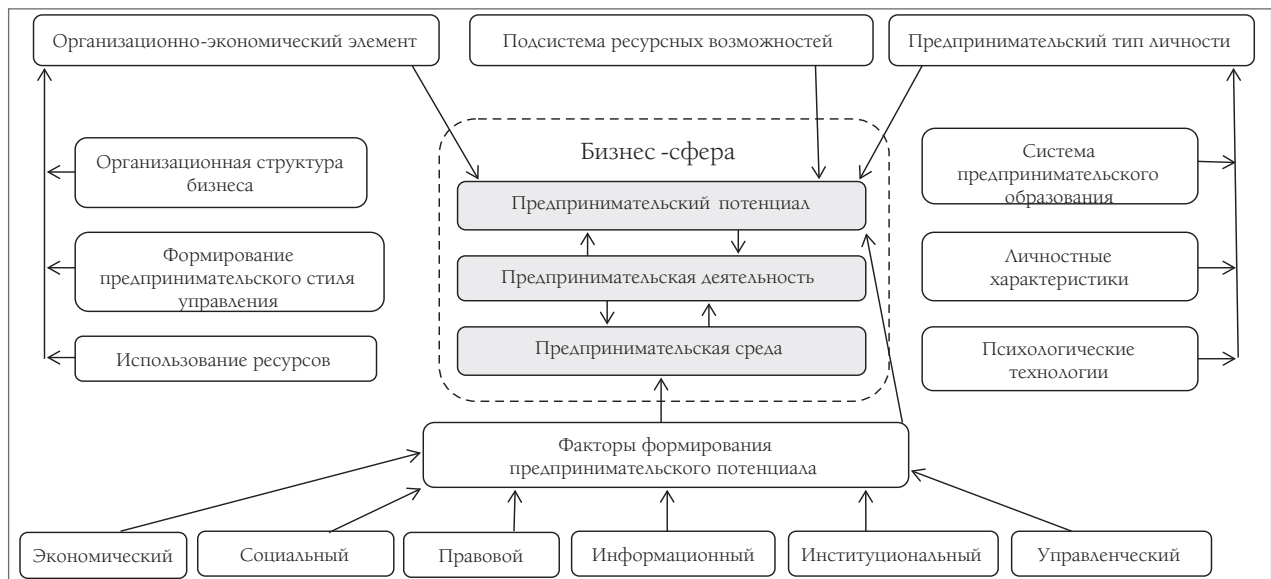 Организационно-экономический элемент
Подсистема ресурсных возможностей
Предпринимательский тип личности
Бизнес -сфера
Организационная структура
бизнеса
Система
предпринимательского
образования
Предпринимательский потенциал
Формирование
предпринимательского стиля
управления
Предпринимательская деятельность
Личностные
характеристики
Использование ресурсов
Предпринимательская среда
Психологические
технологии
Факторы формирования
предпринимательского потенциала
Экономический
Социальный
Правовой
Информационный
Институциональный
Управленческий